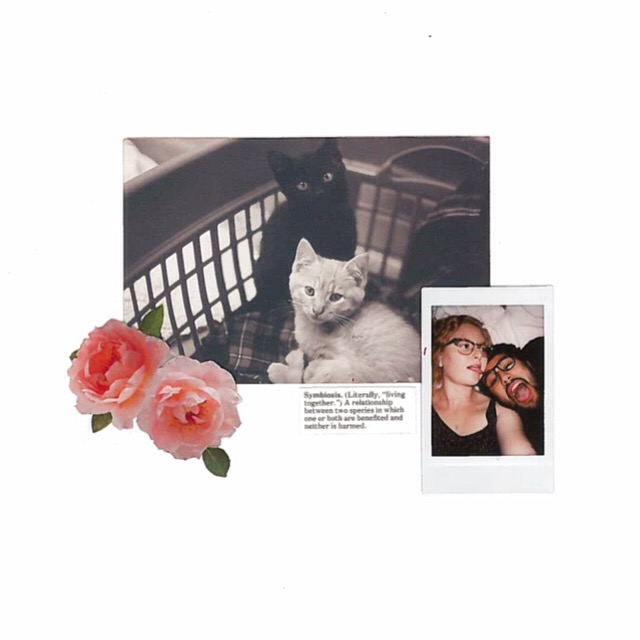 Symbiosis. (Literally, "living
together.") A relationship
between two species in which
one or both are benefited and
neither is harmed.